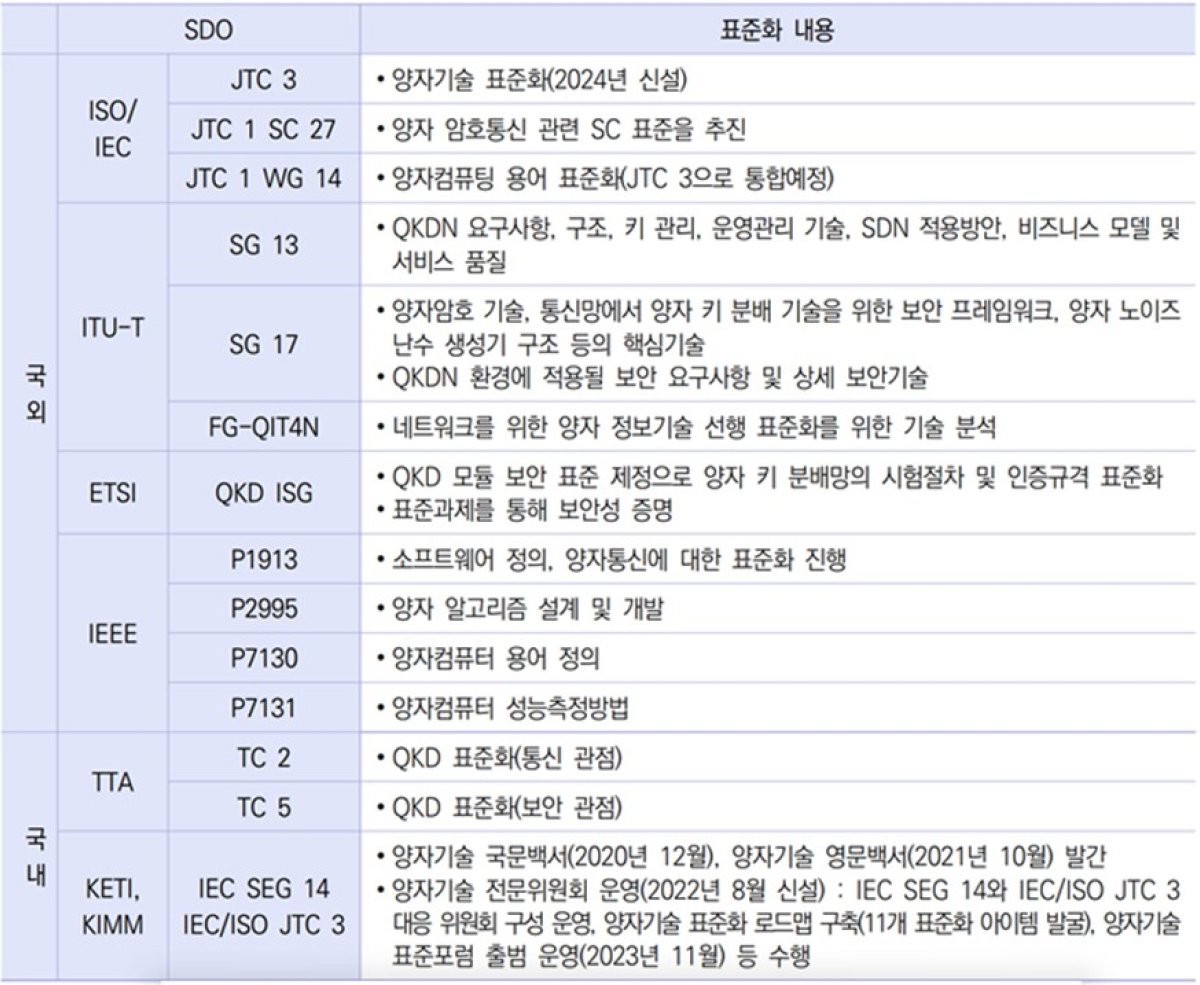 SDO
표준화 내용
국외
ISO/
IEC
JTC 3
• 양자기술 표준화(2024년 신설)
JTC 1 SC 27
• 양자 암호통신 관련 SC 표준을 추진
JTC 1 WG 14
• 양자컴퓨팅 용어 표준화(JTC 3으로 통합예정)
ITU-T
SG 13
• QKDN 요구사항, 구조, 키 관리, 운영관리 기술, SDN 적용방안, 비즈니스 모델 및
서비스 품질
SG 17
• 양자암호 기술, 통신망에서 양자 키 분배 기술을 위한 보안 프레임워크, 양자 노이즈
난수 생성기 구조 등의 핵심기술
• QKDN 환경에 적용될 보안 요구사항 및 상세 보안기술
FG-QIT4N
• 네트워크를 위한 양자 정보기술 선행 표준화를 위한 기술 분석
ETSI
QKD ISG
• QKD 모듈 보안 표준 제정으로 양자 키 분배망의 시험절차 및 인증규격 표준화
• 표준과제를 통해 보안성 증명
IEEE
P1913
• 소프트웨어 정의, 양자통신에 대한 표준화 진행
P2995
• 양자 알고리즘 설계 및 개발
P7130
• 양자컴퓨터 용어 정의
P7131
• 양자컴퓨터 성능측정방법
국내
TTA
TC 2
• QKD 표준화(통신 관점)
TC 5
• QKD 표준화(보안 관점)
KETI,
KIMM
IEC SEG 14
IEC/ISO JTC 3
• 양자기술 국문백서(2020년 12월), 양자기술 영문백서(2021년 10월) 발간
• 양자기술 전문위원회 운영(2022년 8월 신설) : IEC SEG 14와 IEC/ISO JTC 3
대응 위원회 구성 운영, 양자기술 표준화 로드맵 구축(11개 표준화 아이템 발굴), 양자기술
표준포럼 출범 운영(2023년 11월) 등 수행